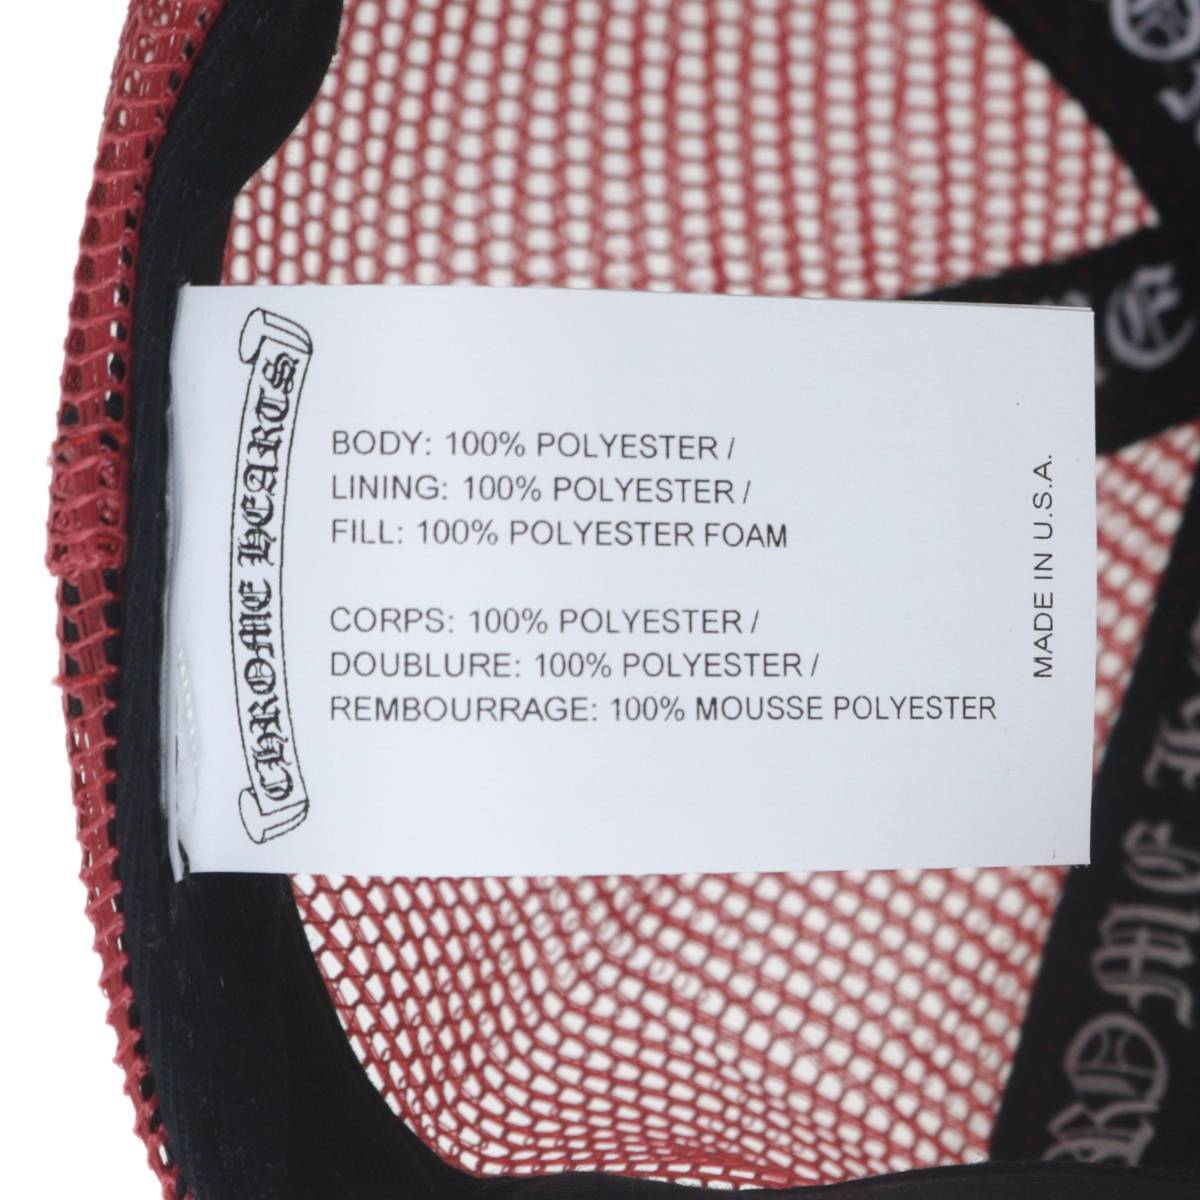 CHROME HEARTS
BODY: 100% POLYESTER /
LINING: 100% POLYESTER /
FILL: 100% POLYESTER FOAM
CORPS: 100% POLYESTER /
DOUBLURE: 100% POLYESTER /
REMBOURRAGE: 100% MOUSSE POLYESTER
MADE IN U.S.A.